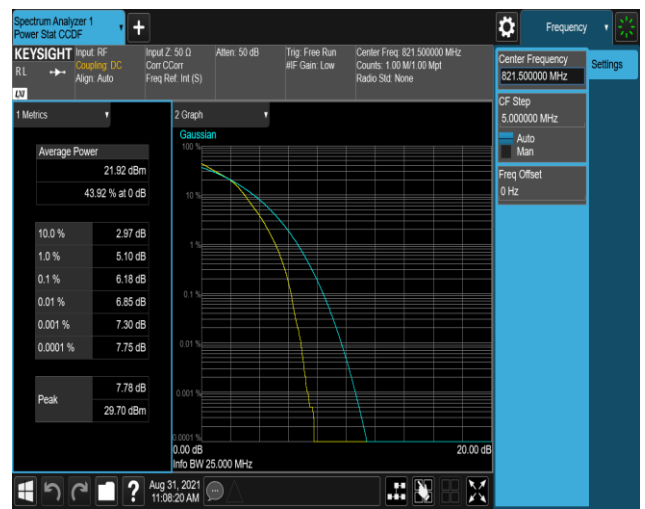 Spectrum Analyzer 1
Power Stat CCDF
+
Frequency
KEYSIGHT
RL
LXI
Input: RF
Coupling: DC
Align: Auto
Input Z: 50 Ω
Corr CCorr
Freq Ref: Int (S)
Atten: 50 dB
Trig: Free Run
#IF Gain: Low
Center Freq: 821.500000 MHz
Counts: 1.00 M/1.00 Mpt
Radio Std: None
Center Frequency
821.500000 MHz
Settings
CF Step
5.000000 MHz
Auto
Man
Freq Offset
0 Hz
1 Metrics
Average Power
21.92 dBm
43.92 % at 0 dB
10.0 % 2.97 dB
1.0 % 5.10 dB
0.1 % 6.18 dB
0.01 % 6.85 dB
0.001 % 7.30 dB
0.0001 % 7.75 dB
Peak
7.78 dB
29.70 dBm
2 Graph
Gaussian
100 %
10 %
1 %
0.1 %
0.01 %
0.001 %
0.0001 %
0.00 dB 20.00 dB
Info BW 25.000 MHz
?
Aug 31, 2021
11:08:20 AM